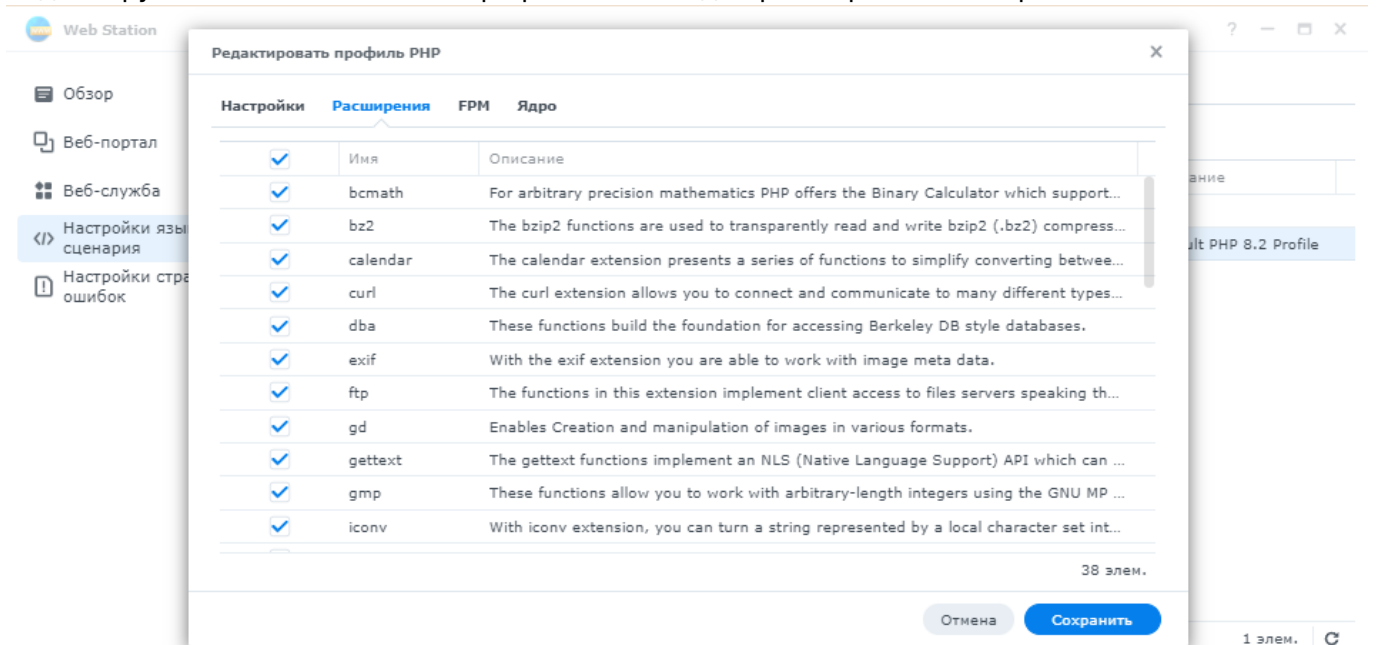 Web Station
Редактировать профиль PHP
Обзор
Веб-портал
Веб-служба
Настройки язы
сценария
Настройки стра
ошибок
Настройки Расширения FPM Ядро
Имя Описание
bcmath For arbitrary precision mathematics PHP offers the Binary Calculator which support...
bz2 The bzip2 functions are used to transparently read and write bzip2 (.bz2) compress...
calendar The calendar extension presents a series of functions to simplify converting betwee...
curl The curl extension allows you to connect and communicate to many different types...
dba These functions build the foundation for accessing Berkeley DB style databases.
exif With the exif extension you are able to work with image meta data.
ftp The functions in this extension implement client access to files servers speaking th...
gd Enables Creation and manipulation of images in various formats.
gettext The gettext functions implement an NLS (Native Language Support) API which can ...
gmp These functions allow you to work with arbitrary-length integers using the GNU MP ...
iconv With iconv extension, you can turn a string represented by a local character set int...
38 элем.
Отмена Сохранить
ание
ult PHP 8.2 Profile
1 элем.